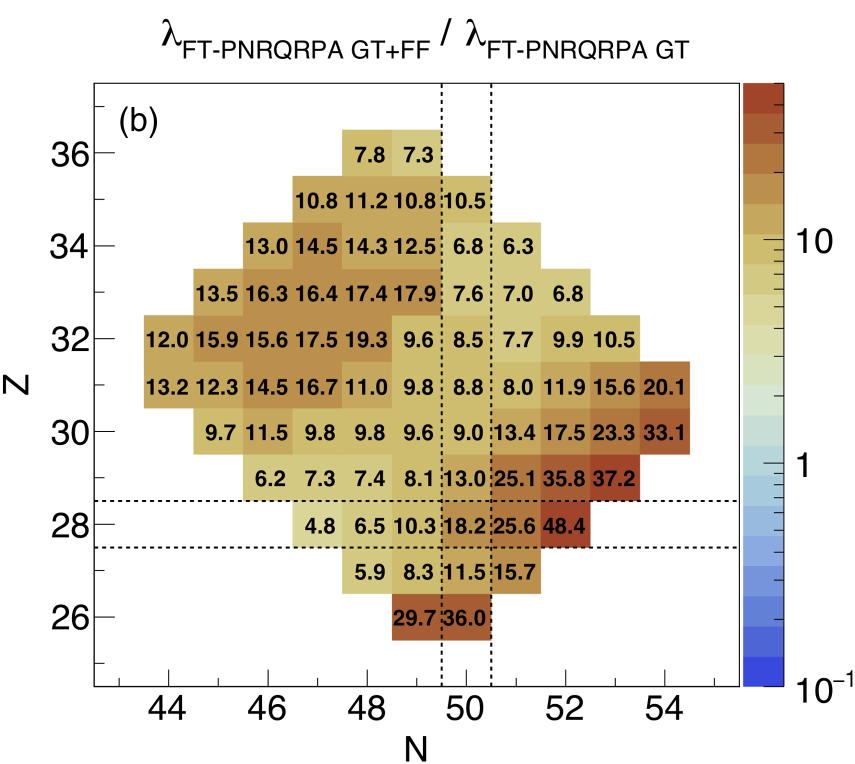 λFT-PNRQRPA GT+FF / λFT-PNRQRPA GT
(b)
36 7.8 7.3
10.8 11.2 10.8 10.5
34 13.0 14.5 14.3 12.5 6.8 6.3 10
13.5 16.3 16.4 17.4 17.9 7.6 7.0 6.8
32 12.0 15.9 15.6 17.5 19.3 9.6 8.5 7.7 9.9 10.5
Z 13.2 12.3 14.5 16.7 11.0 9.8 8.8 8.0 11.9 15.6 20.1
30 9.7 11.5 9.8 9.8 9.6 9.0 13.4 17.5 23.3 33.1
6.2 7.3 7.4 8.1 13.0 25.1 35.8 37.2 1
28 4.8 6.5 10.3 18.2 25.6 48.4
5.9 8.3 11.5 15.7
26 29.7 36.0
10⁻¹
44 46 48 50 52 54
N